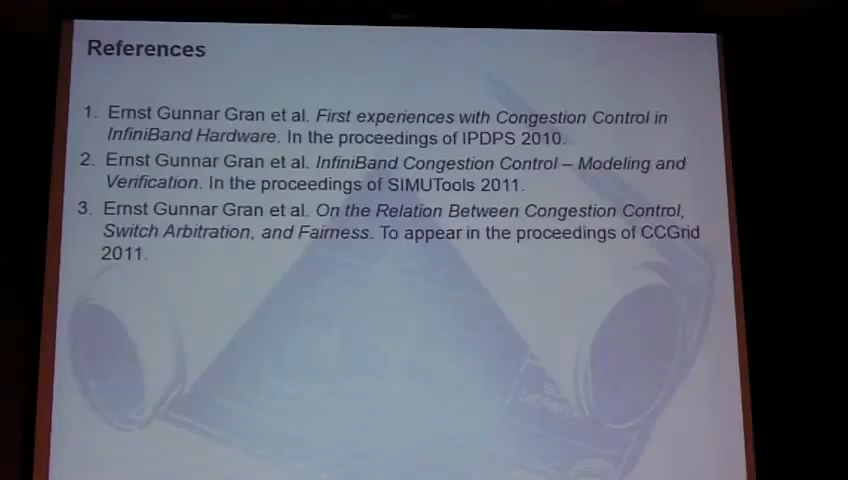 References
1. Ernst Gunnar Gran et al. First experiences with Congestion Control in
InfiniBand Hardware. In the proceedings of IPDPS 2010.
2. Ernst Gunnar Gran et al. InfiniBand Congestion Control – Modeling and
Verification. In the proceedings of SIMUTools 2011.
3. Ernst Gunnar Gran et al. On the Relation Between Congestion Control,
Switch Arbitration, and Fairness. To appear in the proceedings of CCGrid
2011.